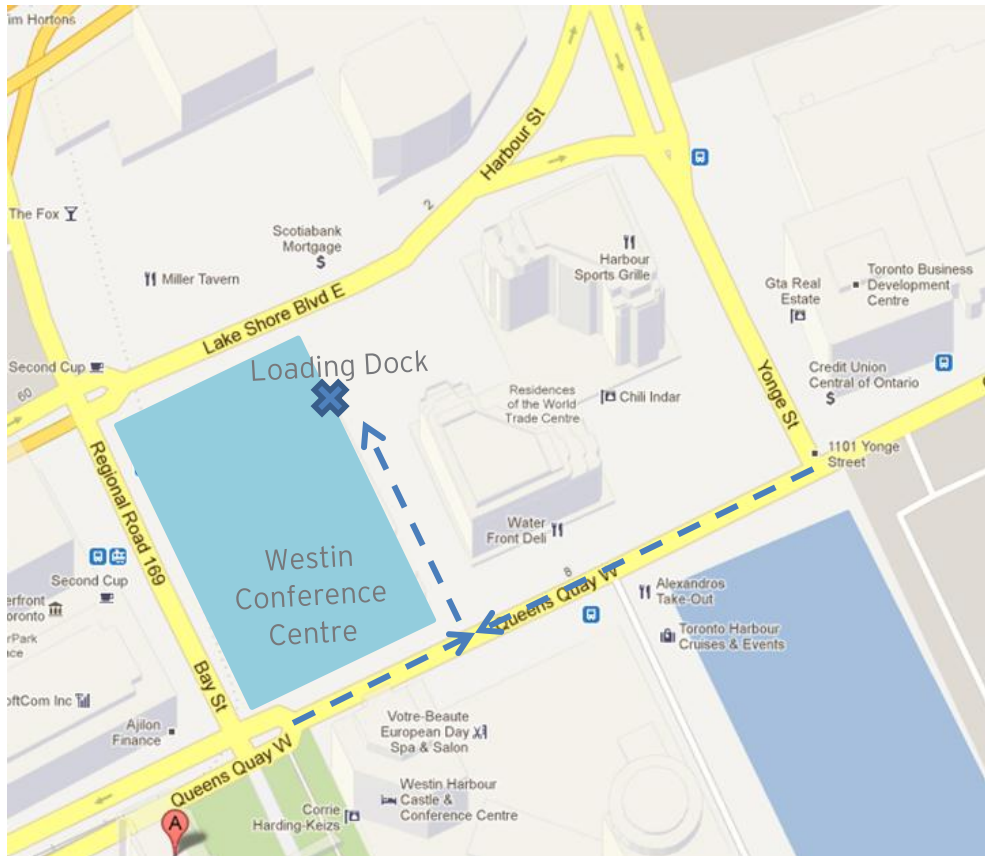 im Hortons
Harbour St
The Fox
2
Scotiabank
Mortgage
Harbour
Sports Grille
Miller Tavern
Gta Real
Estate
Toronto Business
Development
Centre
Lake Shore Blvd E
Second Cup
60
Loading Dock
Credit Union
Central of Ontario
Residences
of the World
Trade Centre
Chili Indar
Yonge St
1101 Yonge
Street
Regional Road 169
Water
Front Deli
Westin
Conference
Centre
8
Queens Quay W
Second Cup
erfront
oronto
Alexandros
Take-Out
Toronto Harbour
Cruises & Events
rPark
nce
Bay St
oftCom Inc
Ajilon
Finance
Votre-Beaute
European Day
Spa & Salon
Queens Quay W
Westin Harbour
Castle &
Conference Centre
Corrie
Harding-Keizs
A